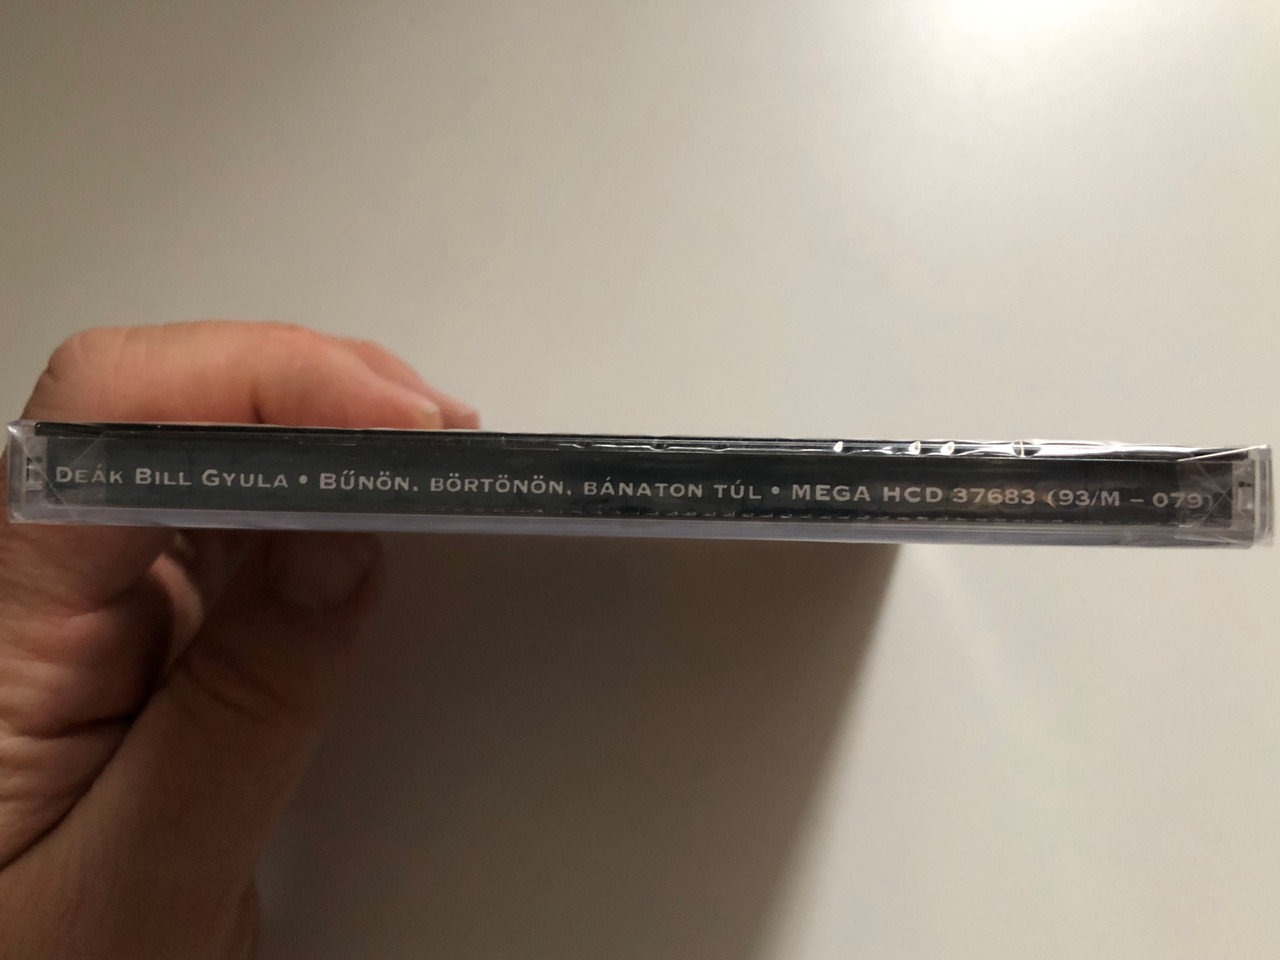 DEÁK BILL GYULA • BŰNÖN, BÖRTÖNÖN, BÁNATON TÚL • MEGA HCD 37683 (93/M – 079)